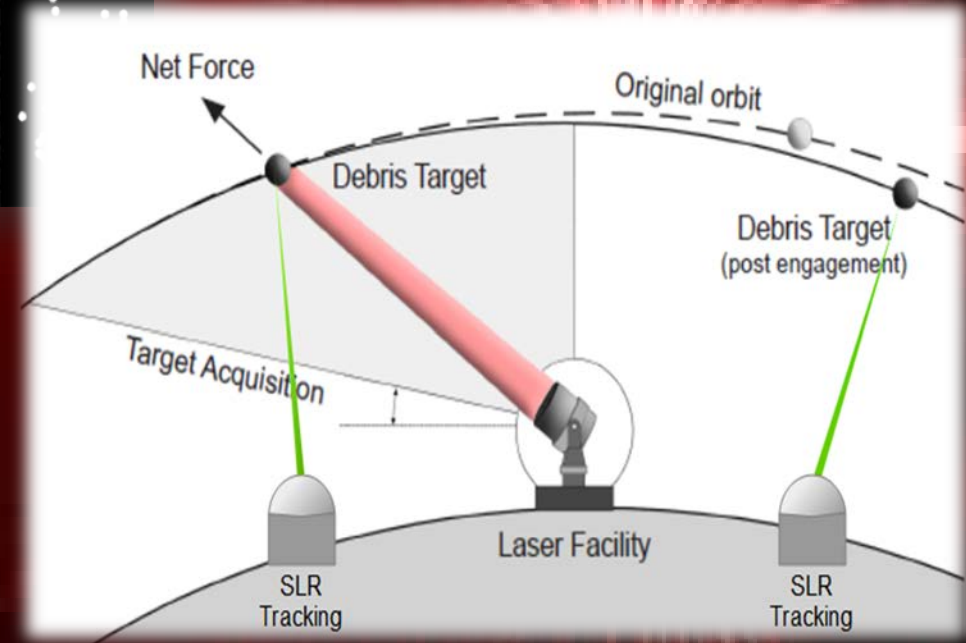 Net Force
Original orbit
Debris Target
Debris Target
(post engagement)
Target Acquisition
Laser Facility
SLR
Tracking
SLR
Tracking